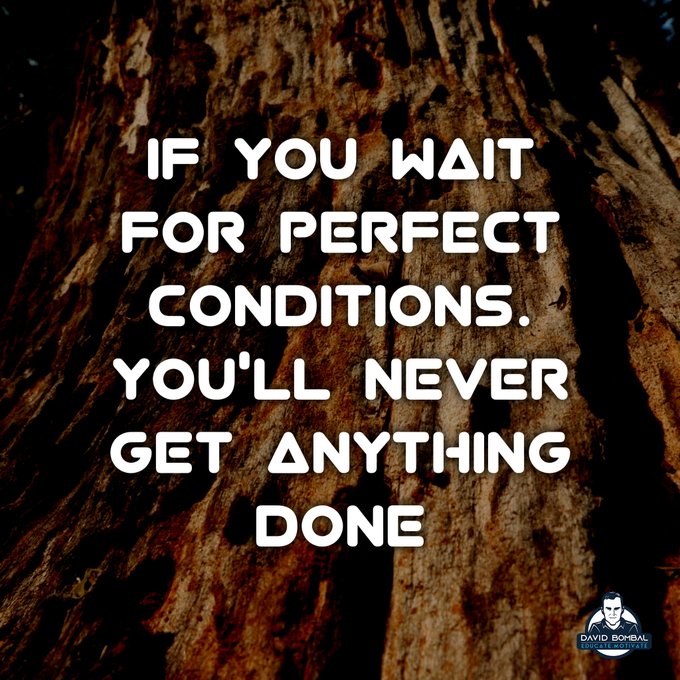 IF YOU WAIT
FOR PERFECT
CONDITIONS.
YOU'LL NEVER
GET ANYTHING
DONE
DAVID BOMBAL
EDUCATE.MOTIVATE